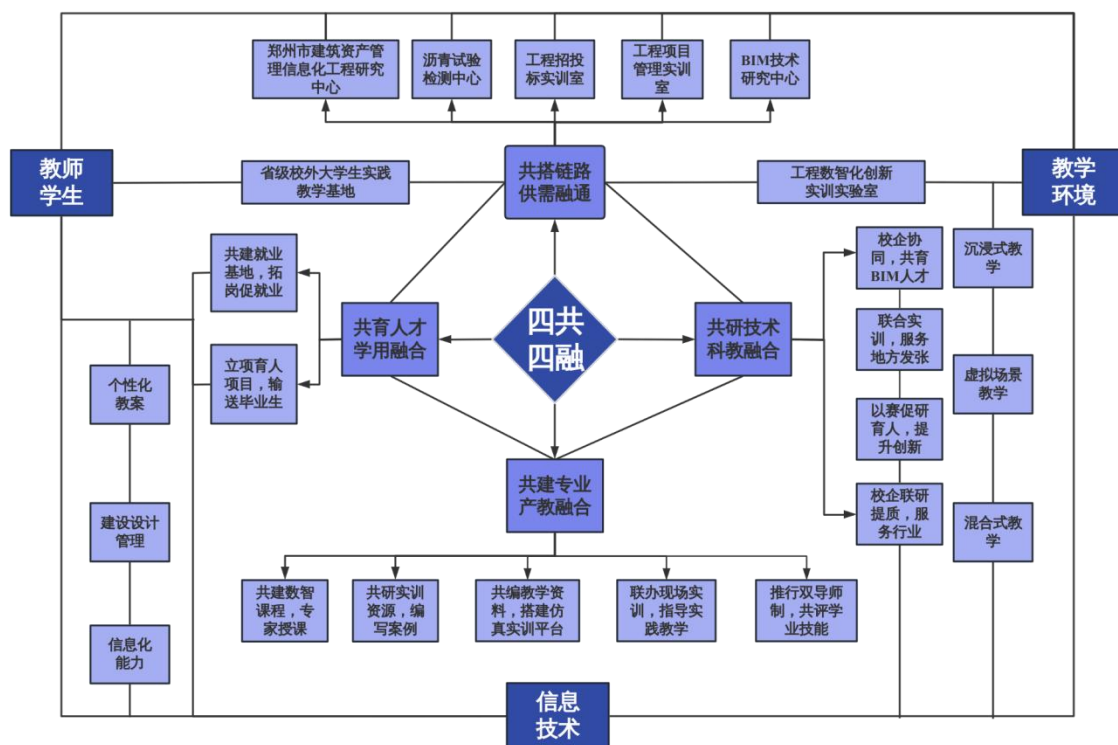 郑州市建筑资产管
理信息化工程研究
中心
沥青试验
检测中心
工程招投
标实训室
工程项目
管理实训
室
BIM技术
研究中心
教师
学生
省级校外大学生实践
教学基地
共搭链路
供需融通
工程数智化创新
实训实验室
教学
环境
共建就业
基地，拓
岗促就业
校企协
同，共育
BIM人才
沉浸式教
学
四共
四融
共育人才
学用融合
共研技术
科教融合
联合实
训，服务
地方发张
立项育人
项目，输
送毕业生
个性化
教案
虚拟场景
教学
以赛促研
育人，提
升创新
共建专业
产教融合
建设设计
管理
校企联研
提质，服
务行业
混合式教
学
共建数智
课程，专
家授课
共研实训
资源，编
写案例
共编教学资
料，搭建仿
真实训平台
联办现场实
训，指导实
践教学
推行双导师
制，共评学
业技能
信息化
能力
信息
技术